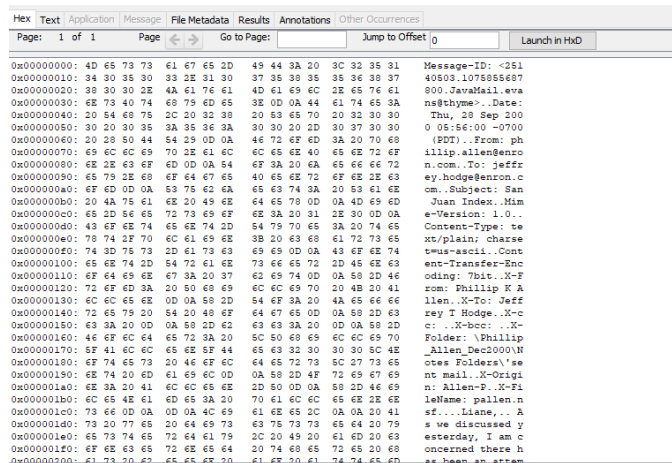 Hex Text Application Message File Metadata Results Annotations Other Occurrences
Page: 1 of 1 Page Go to Page: Jump to Offset 0 Launch in HxD
0x00000000: 4D 65 73 73 61 67 65 2D 49 44 3A 20 3C 32 35 31 Message-ID: <251
0x00000010: 34 30 35 30 33 2E 31 30 37 35 38 35 35 36 38 37 40503.1075855687
0x00000020: 38 30 30 2E 4A 61 76 61 4D 61 69 6C 2E 65 76 61 800.JavaMail.eva
0x00000030: 6E 73 40 74 68 79 6D 65 3E 0D 0A 44 61 74 65 3A ns@thyme>..Date:
0x00000040: 20 54 68 75 2C 20 32 38 20 53 65 70 20 32 30 30 Thu, 28 Sep 200
0x00000050: 30 20 30 35 3A 35 36 3A 30 30 20 2D 30 37 30 30 0 05:56:00 -0700
0x00000060: 20 28 50 44 54 29 0D 0A 46 72 6F 6D 3A 20 70 68 (PDT)..From: ph
0x00000070: 69 6C 6C 69 70 2E 61 6C 6C 65 6E 40 65 6E 72 6F illip.allen@enro
0x00000080: 6E 2E 63 6F 6D 0D 0A 54 6F 3A 20 6A 65 66 66 72 n.com..To: jeffr
0x00000090: 65 79 2E 68 6F 64 67 65 40 65 6E 72 6F 6E 2E 63 ey.hodge@enron.c
0x000000a0: 6F 6D 0D 0A 53 75 62 6A 65 63 74 3A 20 53 61 6E om..Subject: San
0x000000b0: 20 4A 75 61 6E 20 49 6E 64 65 78 0D 0A 4D 69 6D Juan Index..Mim
0x000000c0: 65 2D 56 65 72 73 69 6F 6E 3A 20 31 2E 30 0D 0A e-Version: 1.0..
0x000000d0: 43 6F 6E 74 65 6E 74 2D 54 79 70 65 3A 20 74 65 Content-Type: te
0x000000e0: 78 74 2F 70 6C 61 69 6E 3B 20 63 68 61 72 73 65 xt/plain; charse
0x000000f0: 74 3D 75 73 2D 61 73 63 69 69 0D 0A 43 6F 6E 74 t=us-ascii..Cont
0x00000100: 65 6E 74 2D 54 72 61 6E 73 66 65 72 2D 45 6E 63 ent-Transfer-Enc
0x00000110: 6F 64 69 6E 67 3A 20 37 62 69 74 0D 0A 58 2D 46 oding: 7bit..X-F
0x00000120: 72 6F 6D 3A 20 50 68 69 6C 6C 69 70 20 4B 20 41 rom: Phillip K A
0x00000130: 6C 6C 65 6E 0D 0A 58 2D 54 6F 3A 20 4A 65 66 66 llen..X-To: Jeff
0x00000140: 72 65 79 20 54 20 48 6F 64 67 65 0D 0A 58 2D 63 rey T Hodge..X-c
0x00000150: 63 3A 20 0D 0A 58 2D 62 63 63 3A 20 0D 0A 58 2D c: ..X-bcc: ..X-
0x00000160: 46 6F 6C 64 65 72 3A 20 5C 50 68 69 6C 6C 69 70 Folder: \Phillip
0x00000170: 5F 41 6C 6C 65 6E 5F 44 65 63 32 30 30 30 5C 4E _Allen_Dec2000\N
0x00000180: 6F 74 65 73 20 46 6F 6C 64 65 72 73 5C 27 73 65 otes Folders\'se
0x00000190: 6E 74 20 6D 61 69 6C 0D 0A 58 2D 4F 72 69 67 69 nt mail..X-Origi
0x000001a0: 6E 3A 20 41 6C 6C 65 6E 2D 50 0D 0A 58 2D 46 69 n: Allen-P..X-Fi
0x000001b0: 6C 65 4E 61 6D 65 3A 20 70 61 6C 6C 65 6E 2E 6E leName: pallen.n
0x000001c0: 73 66 0D 0A 0D 0A 4C 69 61 6E 65 2C 0A 0A 20 41 sf....Liane,.. A
0x000001d0: 73 20 77 65 20 64 69 73 63 75 73 73 65 64 20 79 s we discussed y
0x000001e0: 65 73 74 65 72 64 61 79 2C 20 49 20 61 6D 20 63 esterday, I am c
0x000001f0: 6F 6E 63 65 72 6E 65 64 20 74 68 65 72 65 20 68 oncerned there h
0x00000200: 61 73 20 62 65 65 6E 20 61 6E 20 61 74 74 65 6D as been an attem